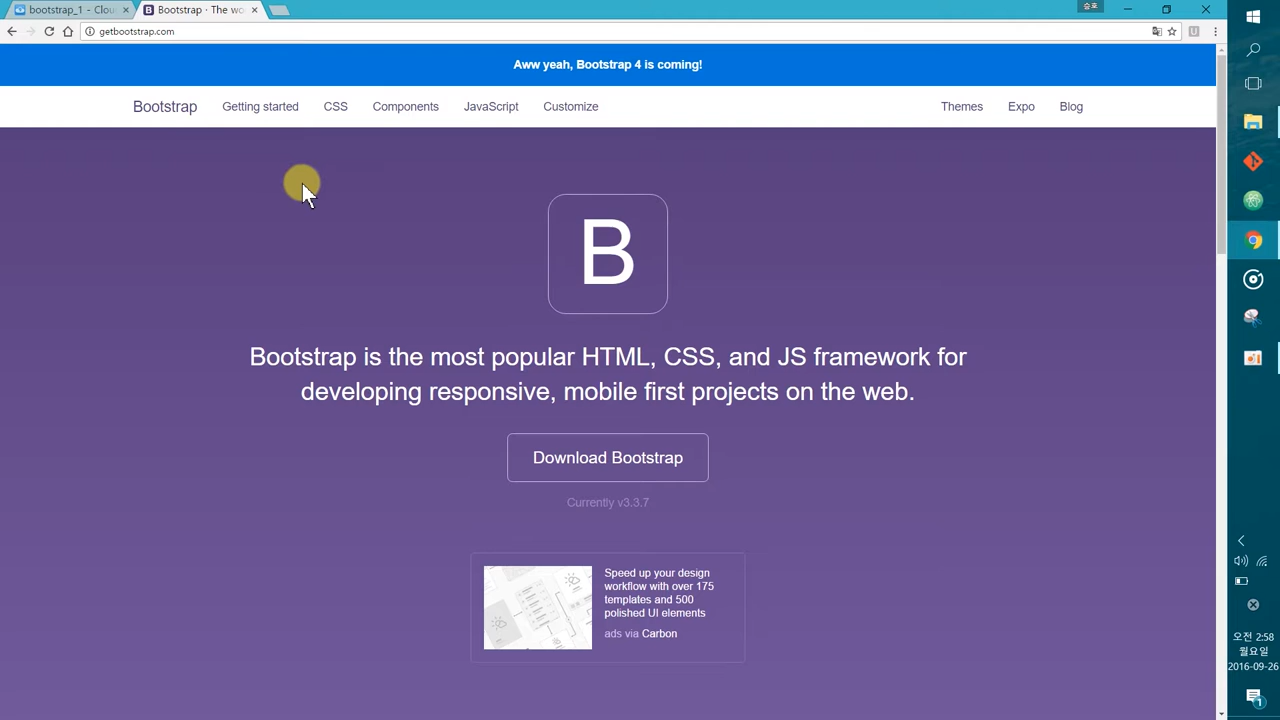 bootstrap_1 - Clou
Bootstrap · The wo
승호
getbootstrap.com
Aww yeah, Bootstrap 4 is coming!
Bootstrap Getting started CSS Components JavaScript Customize Themes Expo Blog
B
Bootstrap is the most popular HTML, CSS, and JS framework for
developing responsive, mobile first projects on the web.
Download Bootstrap
Currently v3.3.7
Speed up your design
workflow with over 175
templates and 500
polished UI elements
ads via Carbon
오전 2:58
월요일
2016-09-26
1